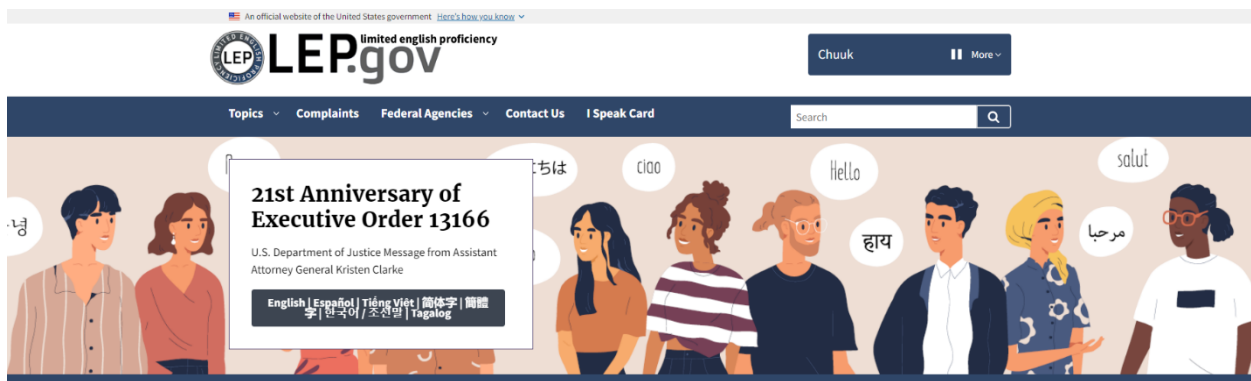 An official website of the United States government Here's how you know
LEP
LIMITED ENGLISH PROFICIENCY
LEP.gov
limited english proficiency
Chuuk More
Topics Complaints Federal Agencies Contact Us I Speak Card
Search
ちは
ciao
Hello
salut
녕
हाय
مرحبا
21st Anniversary of
Executive Order 13166
U.S. Department of Justice Message from Assistant
Attorney General Kristen Clarke
English | Español | Tiếng Việt | 简体字 | 簡體
字 | 한국어 / 조선말 | Tagalog